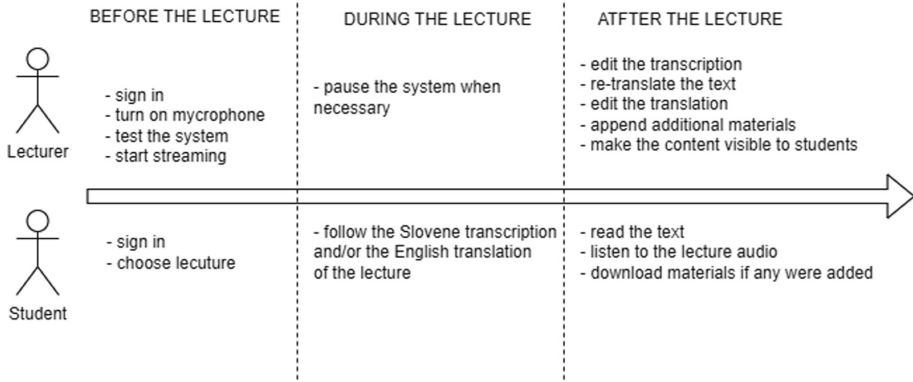 BEFORE THE LECTURE
DURING THE LECTURE
ATFTER THE LECTURE
Lecturer
- sign in
- turn on mycrophone
- test the system
- start streaming
- pause the system when
necessary
- edit the transcription
- re-translate the text
- edit the translation
- append additional materials
- make the content visible to students
Student
- sign in
- choose lecuture
- follow the Slovene transcription
and/or the English translation
of the lecture
- read the text
- listen to the lecture audio
- download materials if any were added